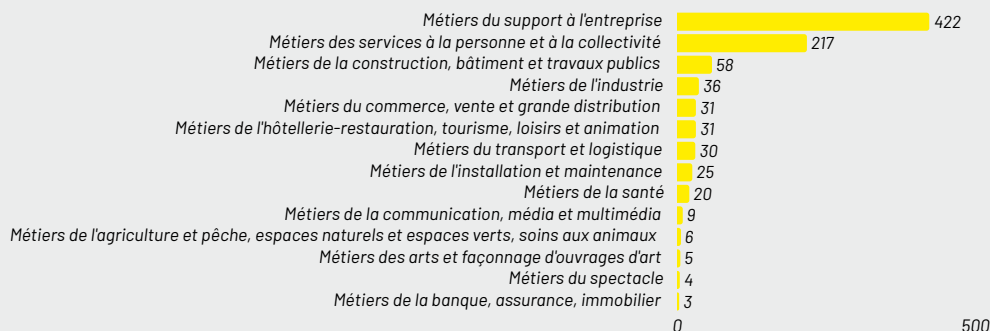 Métiers du support à l'entreprise 422
Métiers des services à la personne et à la collectivité 217
Métiers de la construction, bâtiment et travaux publics 58
Métiers de l'industrie 36
Métiers du commerce, vente et grande distribution 31
Métiers de l'hôtellerie-restauration, tourisme, loisirs et animation 31
Métiers du transport et logistique 30
Métiers de l'installation et maintenance 25
Métiers de la santé 20
Métiers de la communication, média et multimédia 9
Métiers de l'agriculture et pêche, espaces naturels et espaces verts, soins aux animaux 6
Métiers des arts et façonnage d'ouvrages d'art 5
Métiers du spectacle 4
Métiers de la banque, assurance, immobilier 3
0 500